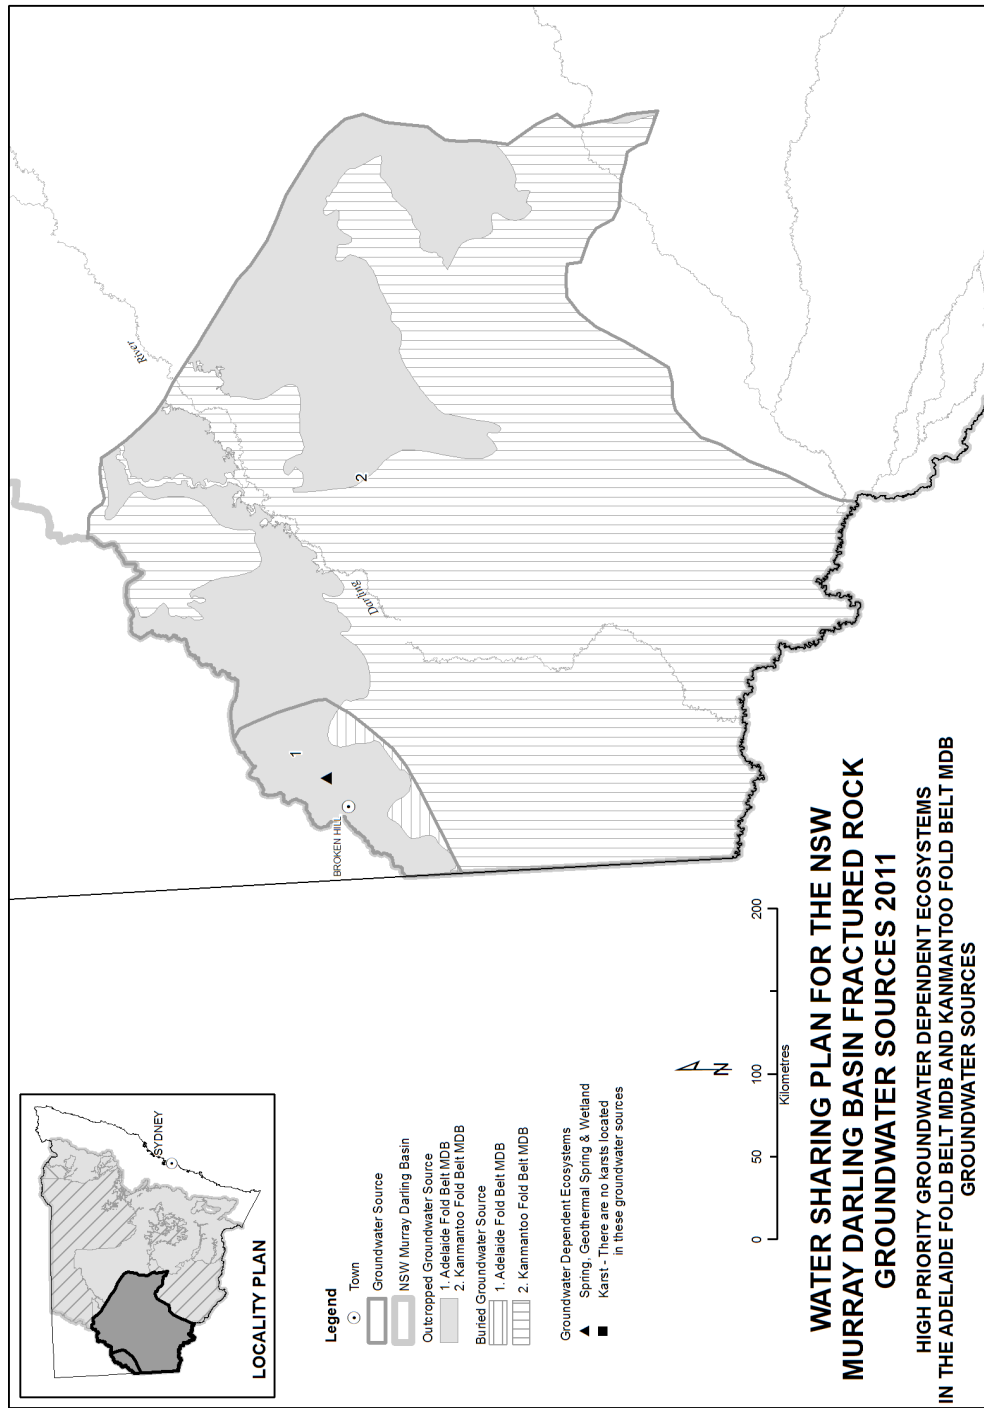 SYDNEY
LOCALITY PLAN
Legend
Town
Groundwater Source
NSW Murray Darling Basin
Outcropped Groundwater Source
1. Adelaide Fold Belt MDB
2. Kanmantoo Fold Belt MDB
Buried Groundwater Source
1. Adelaide Fold Belt MDB
2. Kanmantoo Fold Belt MDB
Groundwater Dependent Ecosystems
Spring, Geothermal Spring & Wetland
Karst - There are no karsts located
in these groundwater sources
River
Darling
1
2
BROKEN HILL
N
0
50
100
200
Kilometres
WATER SHARING PLAN FOR THE NSW
MURRAY DARLING BASIN FRACTURED ROCK
GROUNDWATER SOURCES 2011
HIGH PRIORITY GROUNDWATER DEPENDENT ECOSYSTEMS
IN THE ADELAIDE FOLD BELT MDB AND KANMANTOO FOLD BELT MDB
GROUNDWATER SOURCES